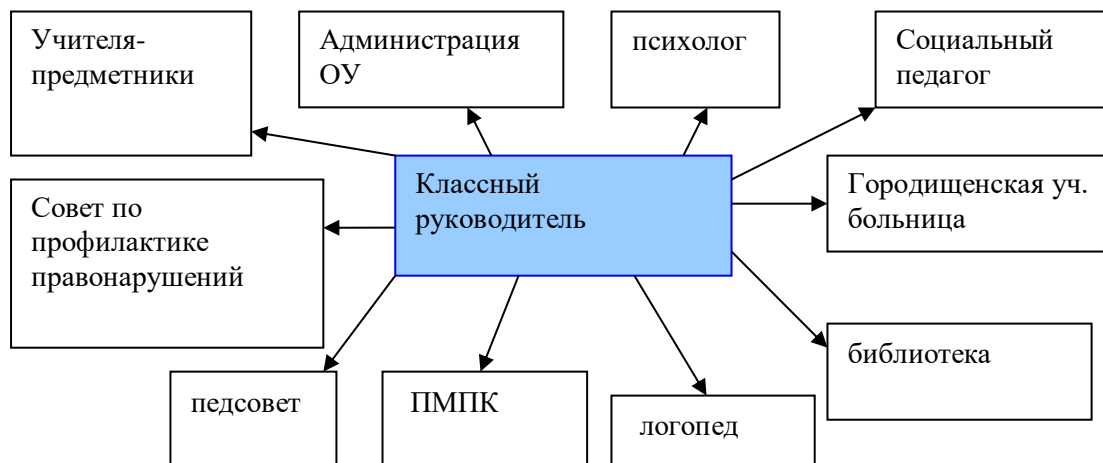 Учителя-
предметники
Администрация
ОУ
психолог
Социальный
педагог
Классный
руководитель
Городищенская уч.
больница
Совет по
профилактике
правонарушений
библиотека
педсовет
ПМПК
логопед